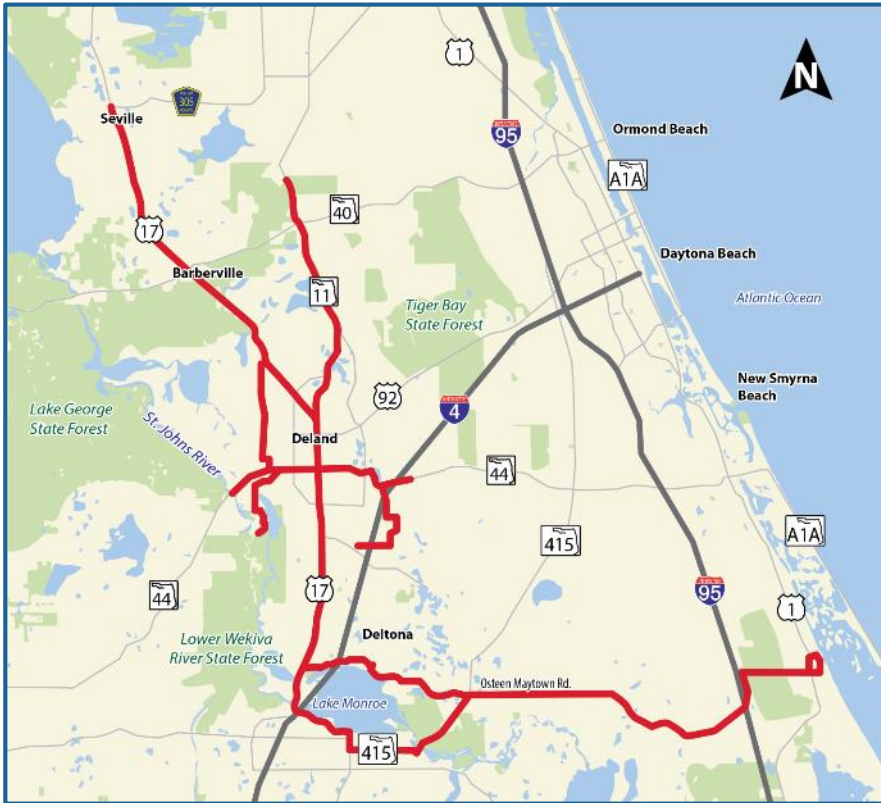 1
N
305
Seville
95
Ormond Beach
A1A
40
17
Daytona Beach
Barberville
11
Tiger Bay
State Forest
Atlantic Ocean
92
New Smyrna
Beach
4
Lake George
State Forest
St. Johns River
Deland
44
A1A
415
17
95
44
1
Lower Wekiva
River State Forest
Deltona
Osteen Maytown Rd.
Lake Monroe
415